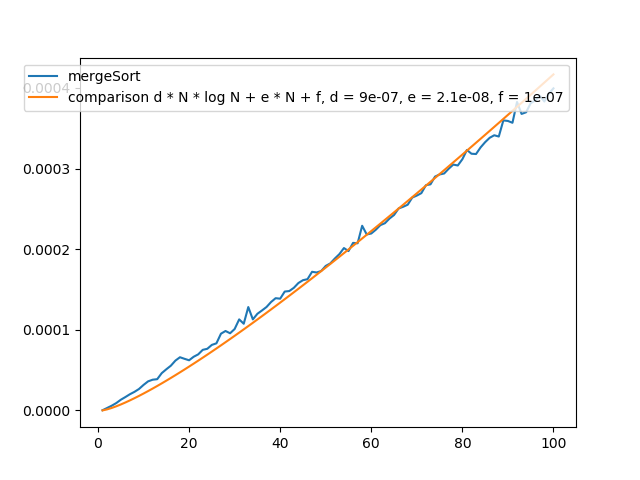 mergeSort
comparison d * N * log N + e * N + f, d = 9e-07, e = 2.1e-08, f = 1e-07
0.0004
0.0003
0.0002
0.0001
0.0000
0 20 40 60 80 100